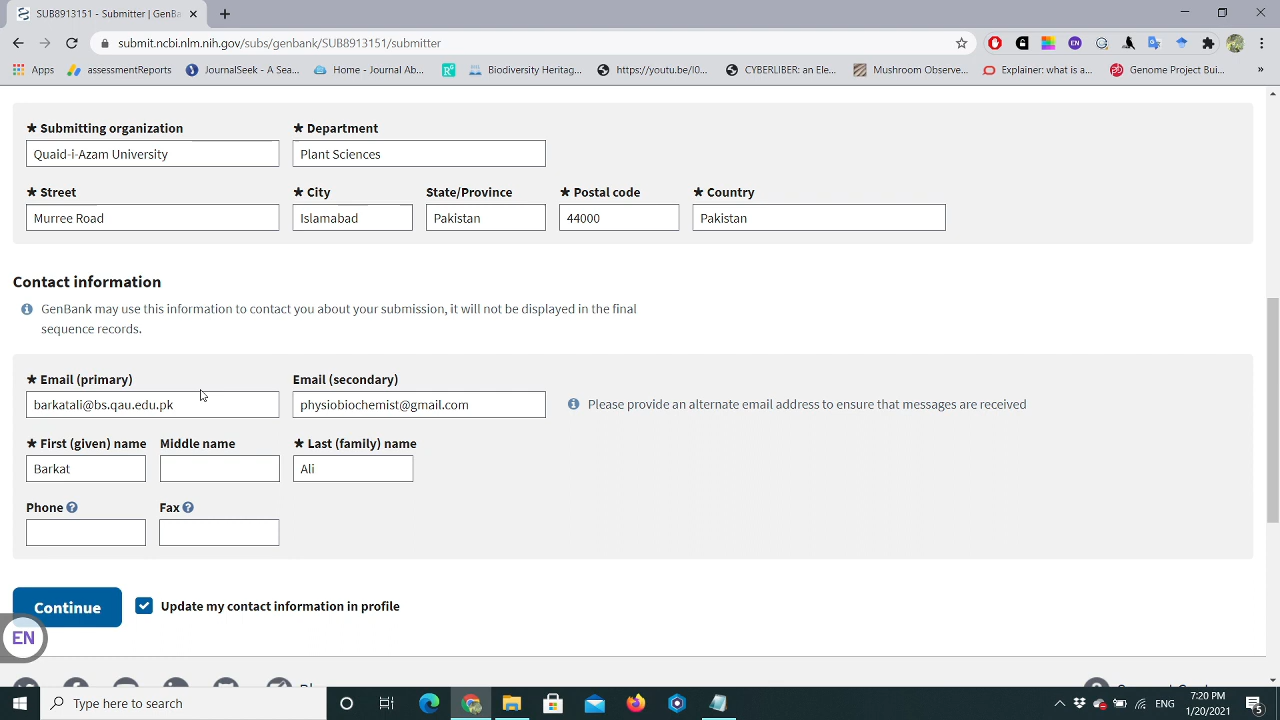 SUB8913151 - Submitter | GenBa
submit.ncbi.nlm.nih.gov/subs/genbank/SUB8913151/submitter
Apps
assessmentReports
JournalSeek - A Sea...
Home - Journal Ab...
Biodiversity Heritag...
https://youtu.be/I0...
CYBERLIBER: an Ele...
Mushroom Observe...
Explainer: what is a...
Genome Project Bui...
»
* Submitting organization
* Department
Quaid-i-Azam University
Plant Sciences
* Street
* City
State/Province
* Postal code
* Country
Murree Road
Islamabad
Pakistan
44000
Pakistan
Contact information
GenBank may use this information to contact you about your submission, it will not be displayed in the final
sequence records.
* Email (primary)
Email (secondary)
barkatali@bs.qau.edu.pk
physiobiochemist@gmail.com
Please provide an alternate email address to ensure that messages are received
* First (given) name
Middle name
* Last (family) name
Barkat
Ali
Phone
Fax
Continue
Update my contact information in profile
EN
Type here to search
ENG
7:20 PM
1/20/2021
5